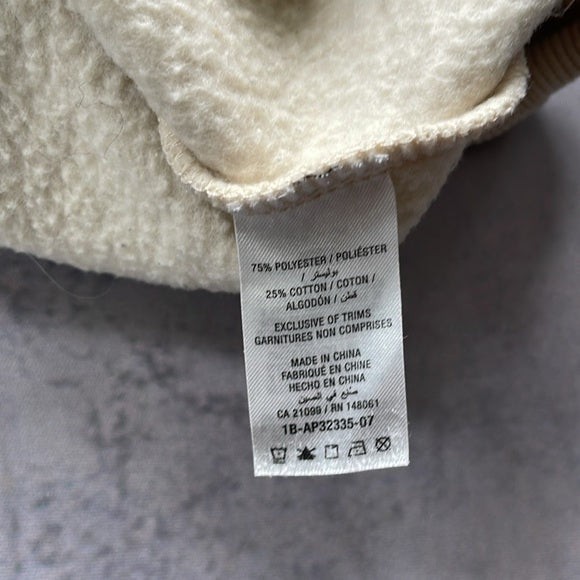 75% POLYESTER / POLIÉSTER
/ بوليستر
25% COTTON / COTON /
ALGODÓN / قطن
EXCLUSIVE OF TRIMS
GARNITURES NON COMPRISES
MADE IN CHINA
FABRIQUÉ EN CHINE
HECHO EN CHINA
صنع في الصين
CA 21099 / RN 148061
1B-AP32335-07